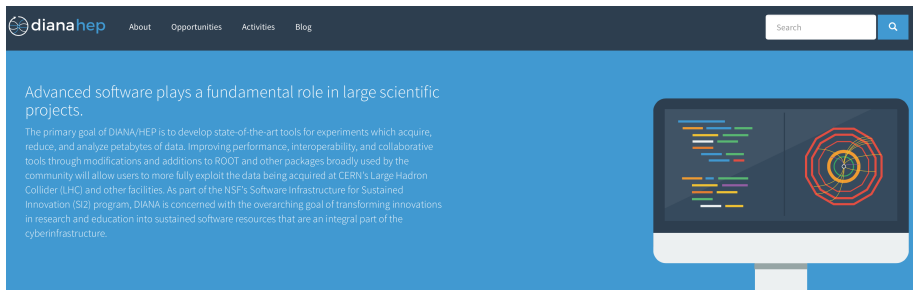 dianahep
About
Opportunities
Activities
Blog
Search
Advanced software plays a fundamental role in large scientific
projects.
The primary goal of DIANA/HEP is to develop state-of-the-art tools for experiments which acquire,
reduce, and analyze petabytes of data. Improving performance, interoperability, and collaborative
tools through modifications and additions to ROOT and other packages broadly used by the
community will allow users to more fully exploit the data being acquired at CERN's Large Hadron
Collider (LHC) and other facilities. As part of the NSF's Software Infrastructure for Sustained
Innovation (SI2) program, DIANA is concerned with the overarching goal of transforming innovations
in research and education into sustained software resources that are an integral part of the
cyberinfrastructure.